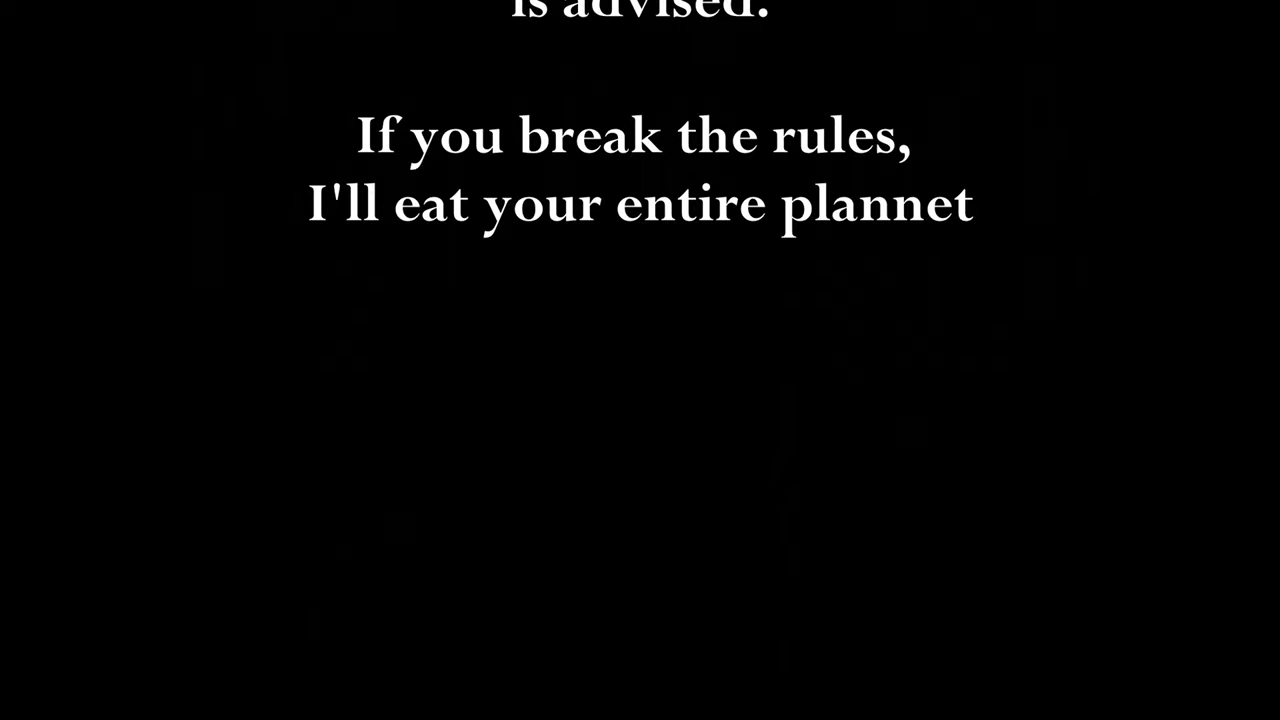 is advised.
If you break the rules,
I'll eat your entire plannet